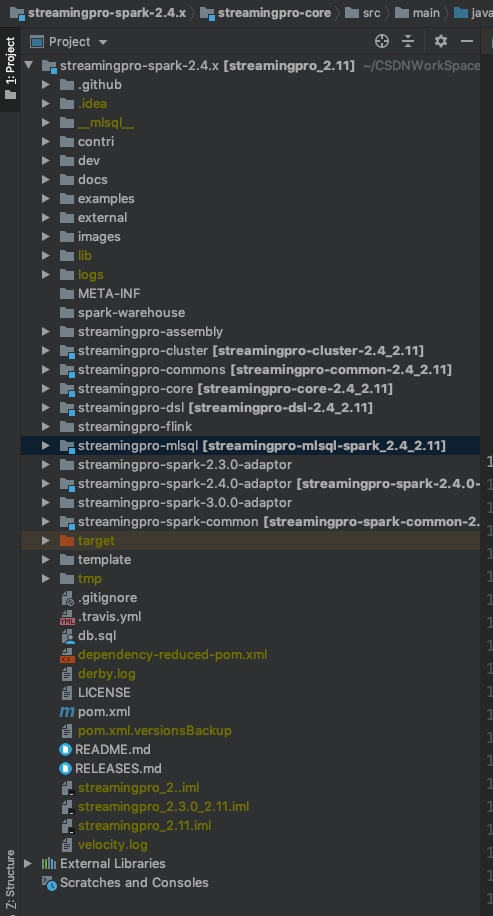 streamingpro-spark-2.4.x streamingpro-core src main java
Project
1: Project
streamingpro-spark-2.4.x [streamingpro_2.11] ~/CSDNWorkSpace
.github
.idea
__mlsql__
contri
dev
docs
examples
external
images
lib
logs
META-INF
spark-warehouse
streamingpro-assembly
streamingpro-cluster [streamingpro-cluster-2.4_2.11]
streamingpro-commons [streamingpro-common-2.4_2.11]
streamingpro-core [streamingpro-core-2.4_2.11]
streamingpro-dsl [streamingpro-dsl-2.4_2.11]
streamingpro-flink
streamingpro-mlsql [streamingpro-mlsql-spark_2.4_2.11]
streamingpro-spark-2.3.0-adaptor
streamingpro-spark-2.4.0-adaptor [streamingpro-spark-2.4.0-
streamingpro-spark-3.0.0-adaptor
streamingpro-spark-common [streamingpro-spark-common-2.
target
template
tmp
.gitignore
.travis.yml
db.sql
dependency-reduced-pom.xml
derby.log
LICENSE
pom.xml
pom.xml.versionsBackup
README.md
RELEASES.md
streamingpro_2..iml
streamingpro_2.3.0_2.11.iml
streamingpro_2.11.iml
velocity.log
External Libraries
Scratches and Consoles
Z: Structure